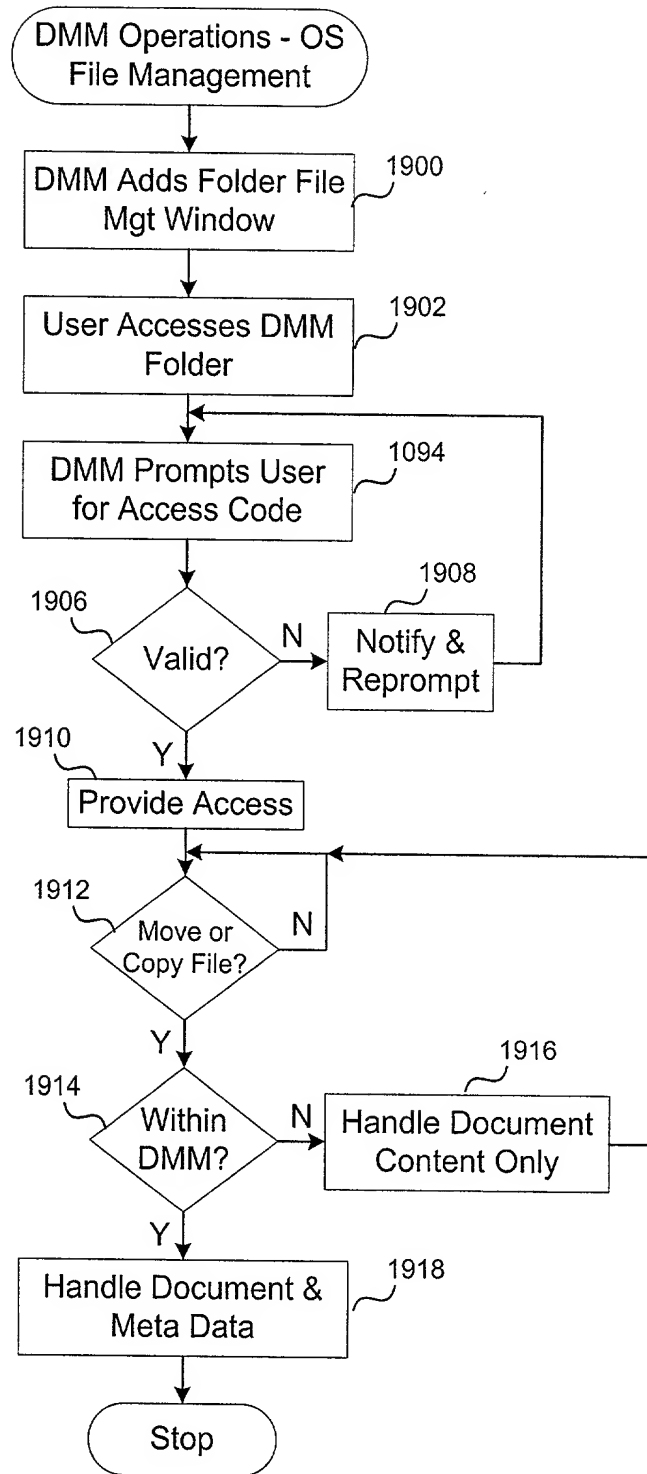 DMM Operations - OS
File Management
1900
DMM Adds Folder File
Mgt Window
1902
User Accesses DMM
Folder
1094
DMM Prompts User
for Access Code
1906
Valid?
N
1908
Notify &
Reprompt
Y
1910
Provide Access
1912
Move or
Copy File?
N
Y
1914
Within
DMM?
N
1916
Handle Document
Content Only
Y
1918
Handle Document &
Meta Data
Stop